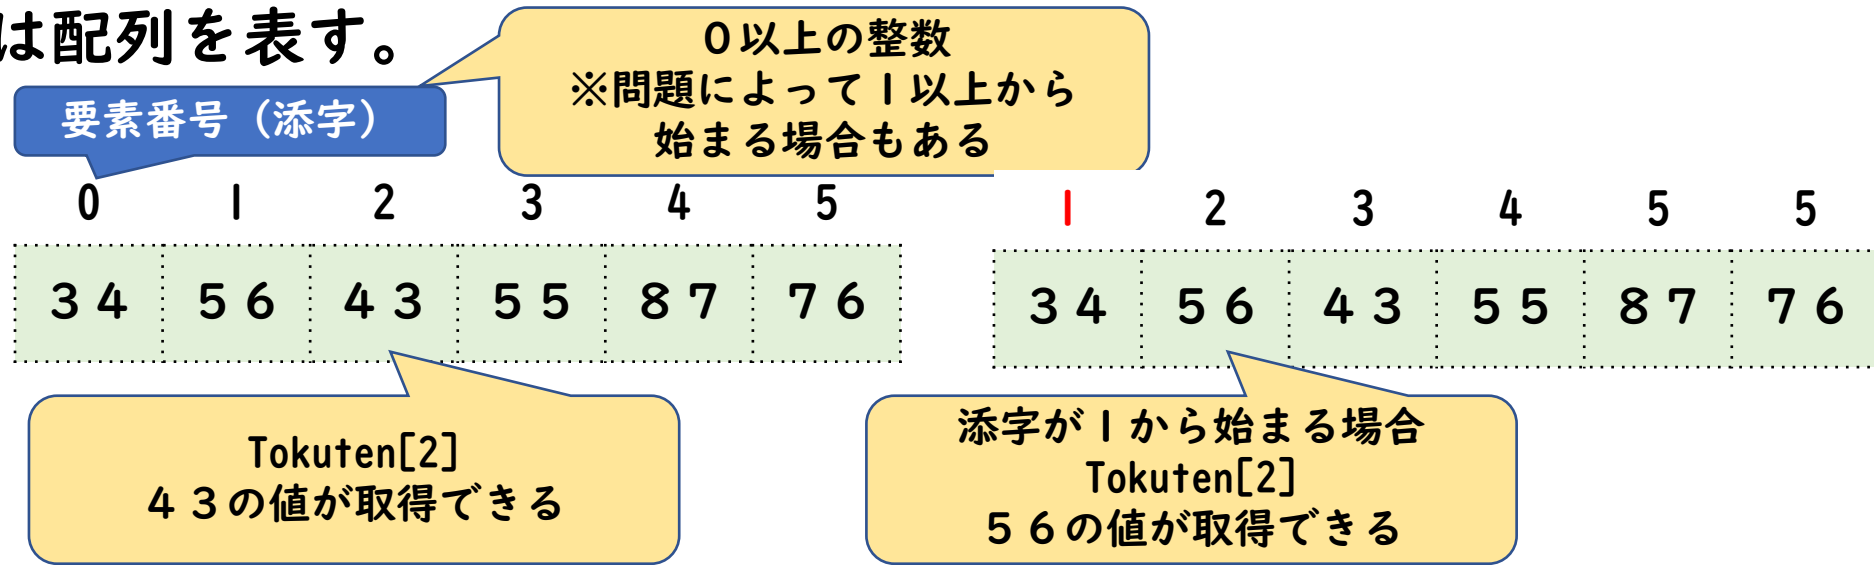 は配列を表す。
0以上の整数
※問題によって1以上から
始まる場合もある
要素番号（添字）
0 1 2 3 4 5
34 56 43 55 87 76
Tokuten[2]
43の値が取得できる
1 2 3 4 5 5
34 56 43 55 87 76
添字が1から始まる場合
Tokuten[2]
56の値が取得できる